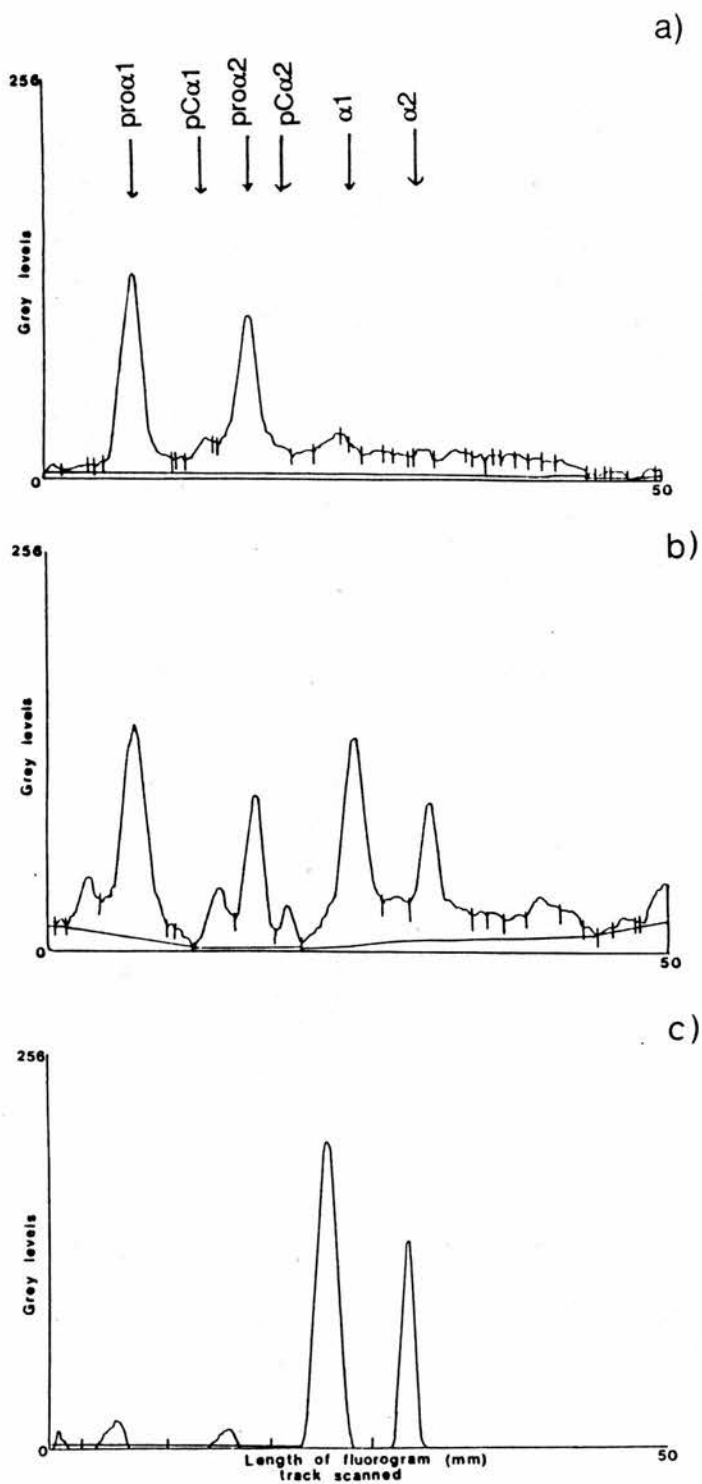 a)
256
proα1
pCα1
proα2
pCα2
α1
α2
Grey levels
0
50
b)
256
Grey levels
0
50
c)
256
Grey levels
0
50
Length of fluorogram (mm)
track scanned